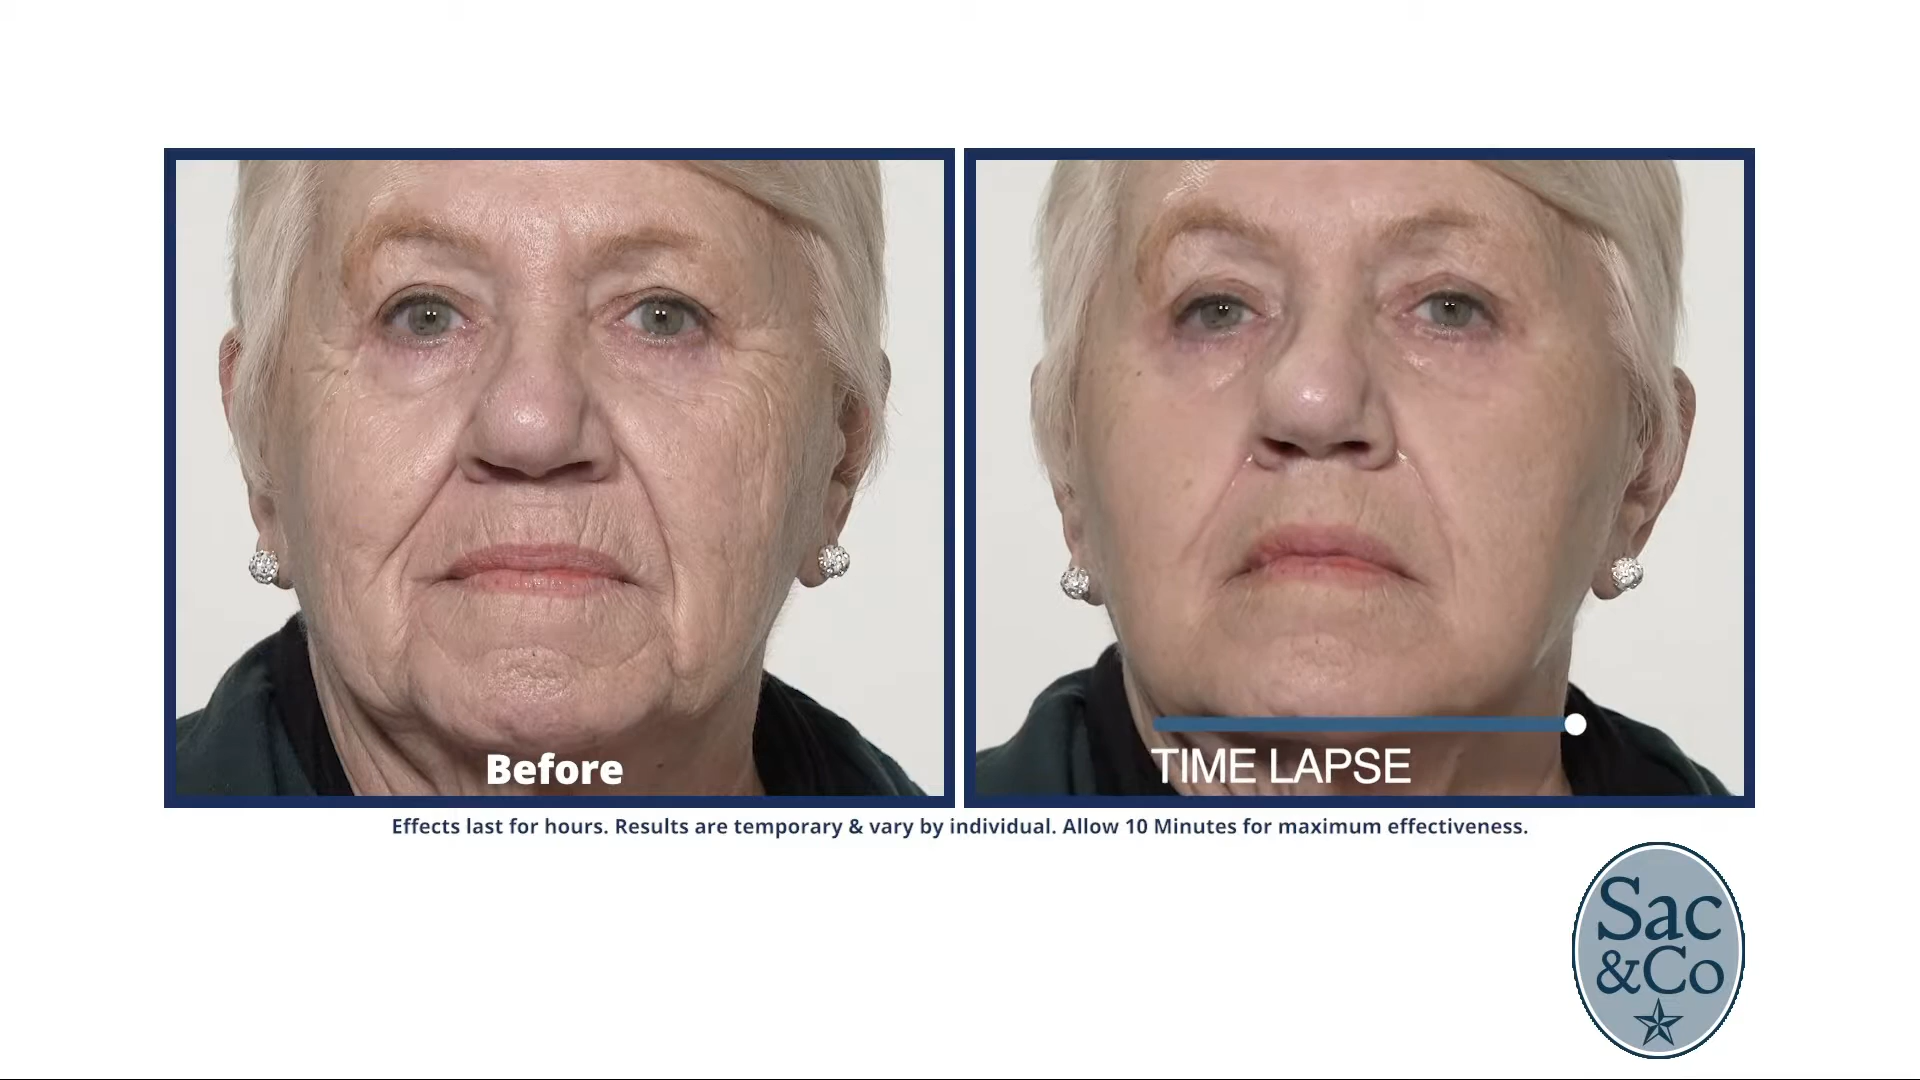 Before
TIME LAPSE
Effects last for hours. Results are temporary & vary by individual. Allow 10 Minutes for maximum effectiveness.
Sac
&Co